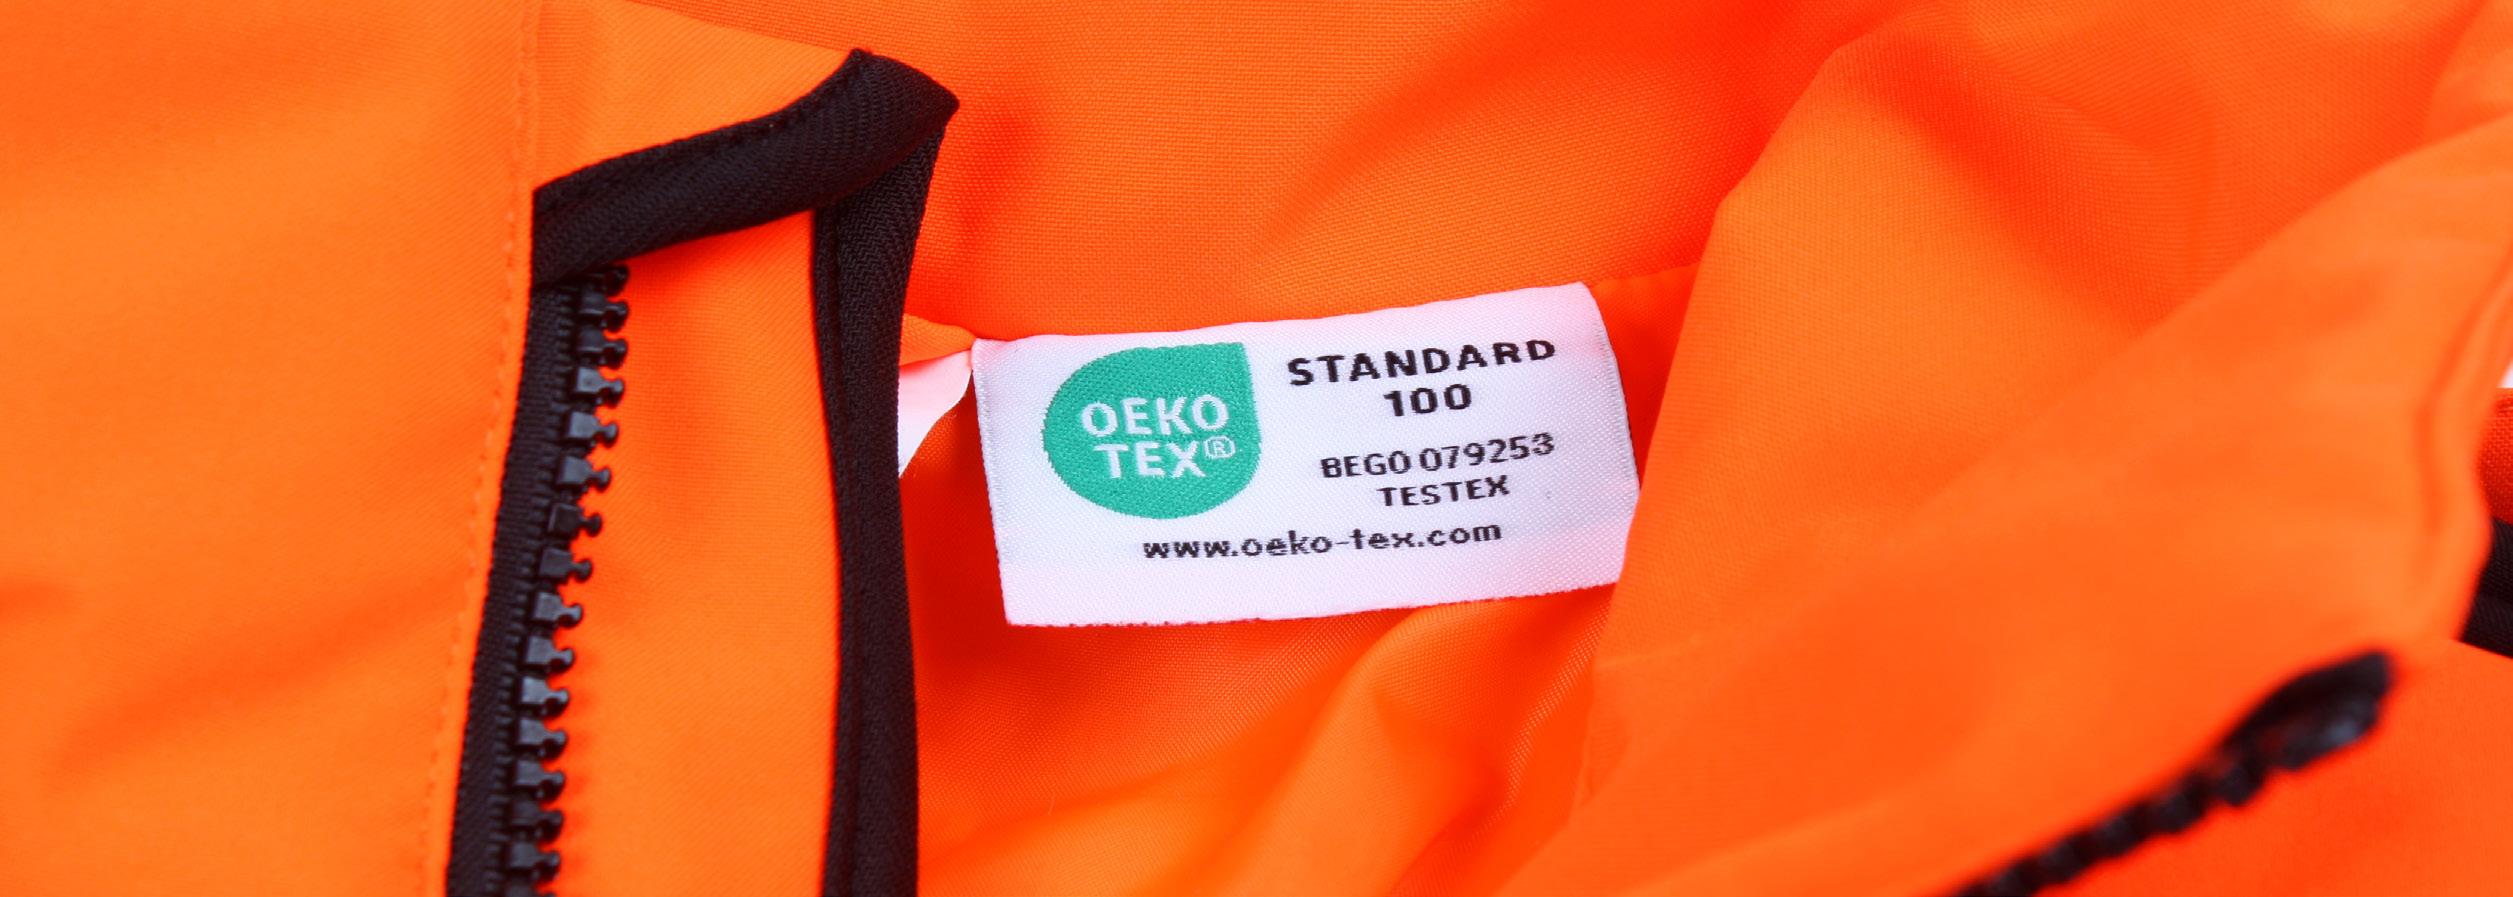 OEKO
TEX®
STANDARD
100
BEGO 079253
TESTEX
www.oeko-tex.com